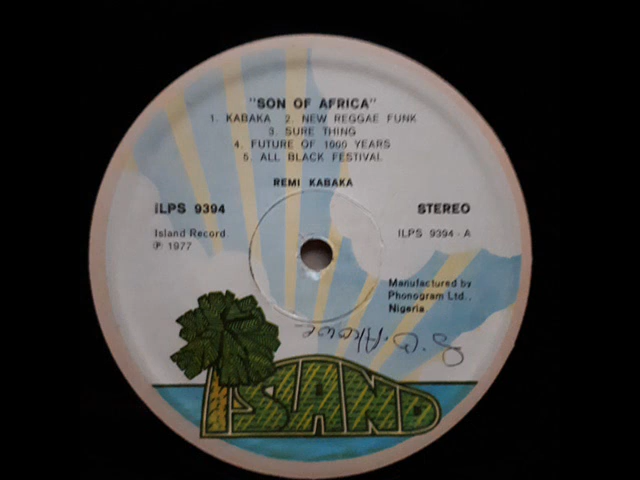 "SON OF AFRICA"
1. KABAKA 2. NEW REGGAE FUNK
3. SURE THING
4. FUTURE OF 1000 YEARS
5. ALL BLACK FESTIVAL
REMI KABAKA
iLPS 9394
STEREO
Island Record
℗ 1977
ILPS 9394 - A
Manufactured by
Phonogram Ltd.,
Nigeria.
ISLAND